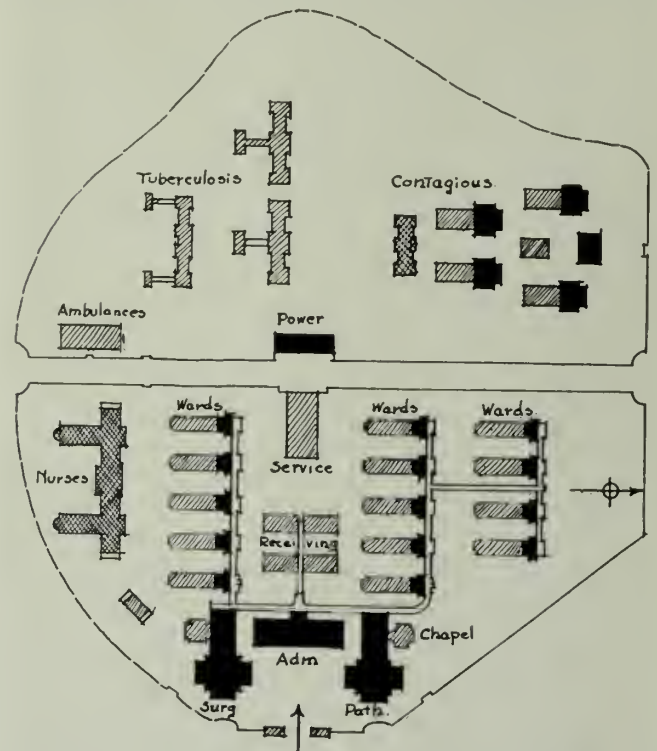 Tuberculosis
Contagious.
Ambulances
Power
Wards
Wards
Wards.
Nurses
Service
Receiving
Chapel
Adm
Surg
Path.